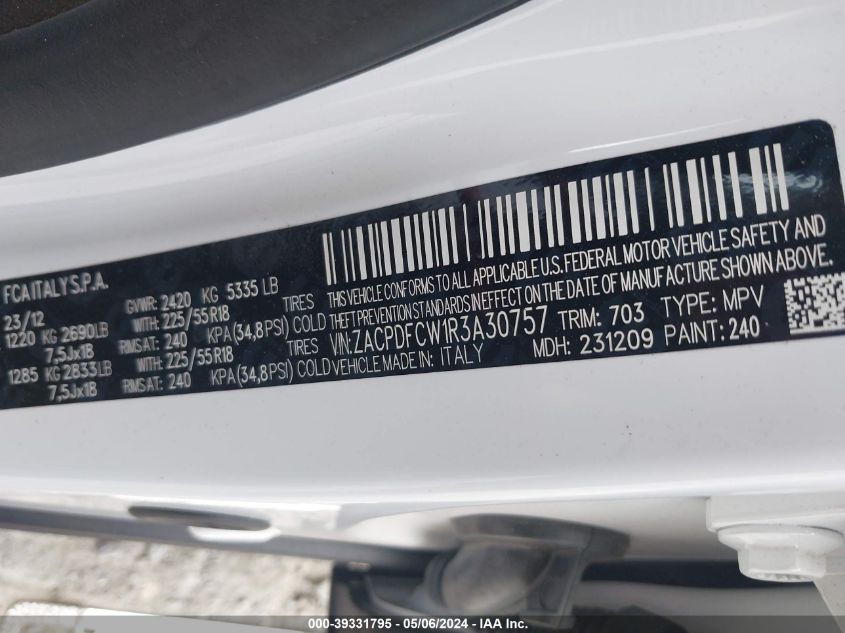 FCA ITALY S.P.A.
23/12
GVWR: 2420 KG 5335 LB
1220 KG 2690LB WITH: 225/55R18 TIRES
7,5Jx18 RIMS AT: 240 KPA(34,8PSI) COLD
1285 KG 2833LB WITH: 225/55R18 TIRES
7,5Jx18 RIMS AT: 240 KPA(34,8PSI) COLD
THIS VEHICLE CONFORMS TO ALL APPLICABLE U.S. FEDERAL MOTOR VEHICLE SAFETY AND
THEFT PREVENTION STANDARDS IN EFFECT ON THE DATE OF MANUFACTURE SHOWN ABOVE.
VIN: ZACPDFCW1R3A30757 TRIM: 703 TYPE: MPV
VEHICLE MADE IN: ITALY MDH: 231209 PAINT: 240
000-39331795 - 05/06/2024 - IAA Inc.